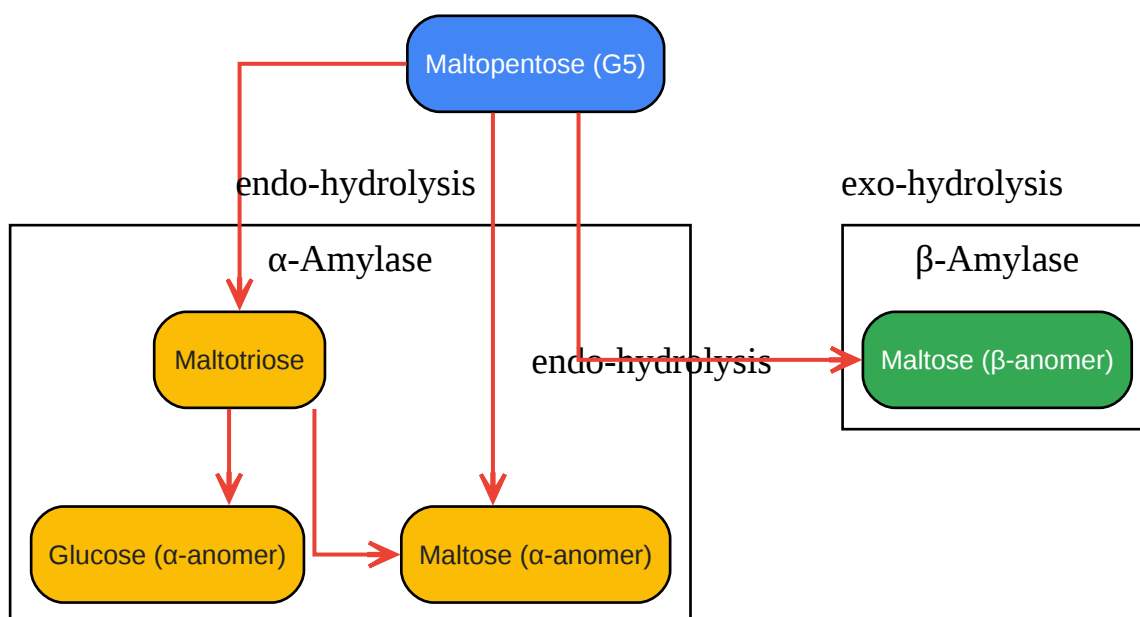 Maltopentose (G5)
endo-hydrolysis
exo-hydrolysis
α-Amylase
β-Amylase
Maltotriose
endo-hydrolysis
Maltose (β-anomer)
Glucose (α-anomer)
Maltose (α-anomer)